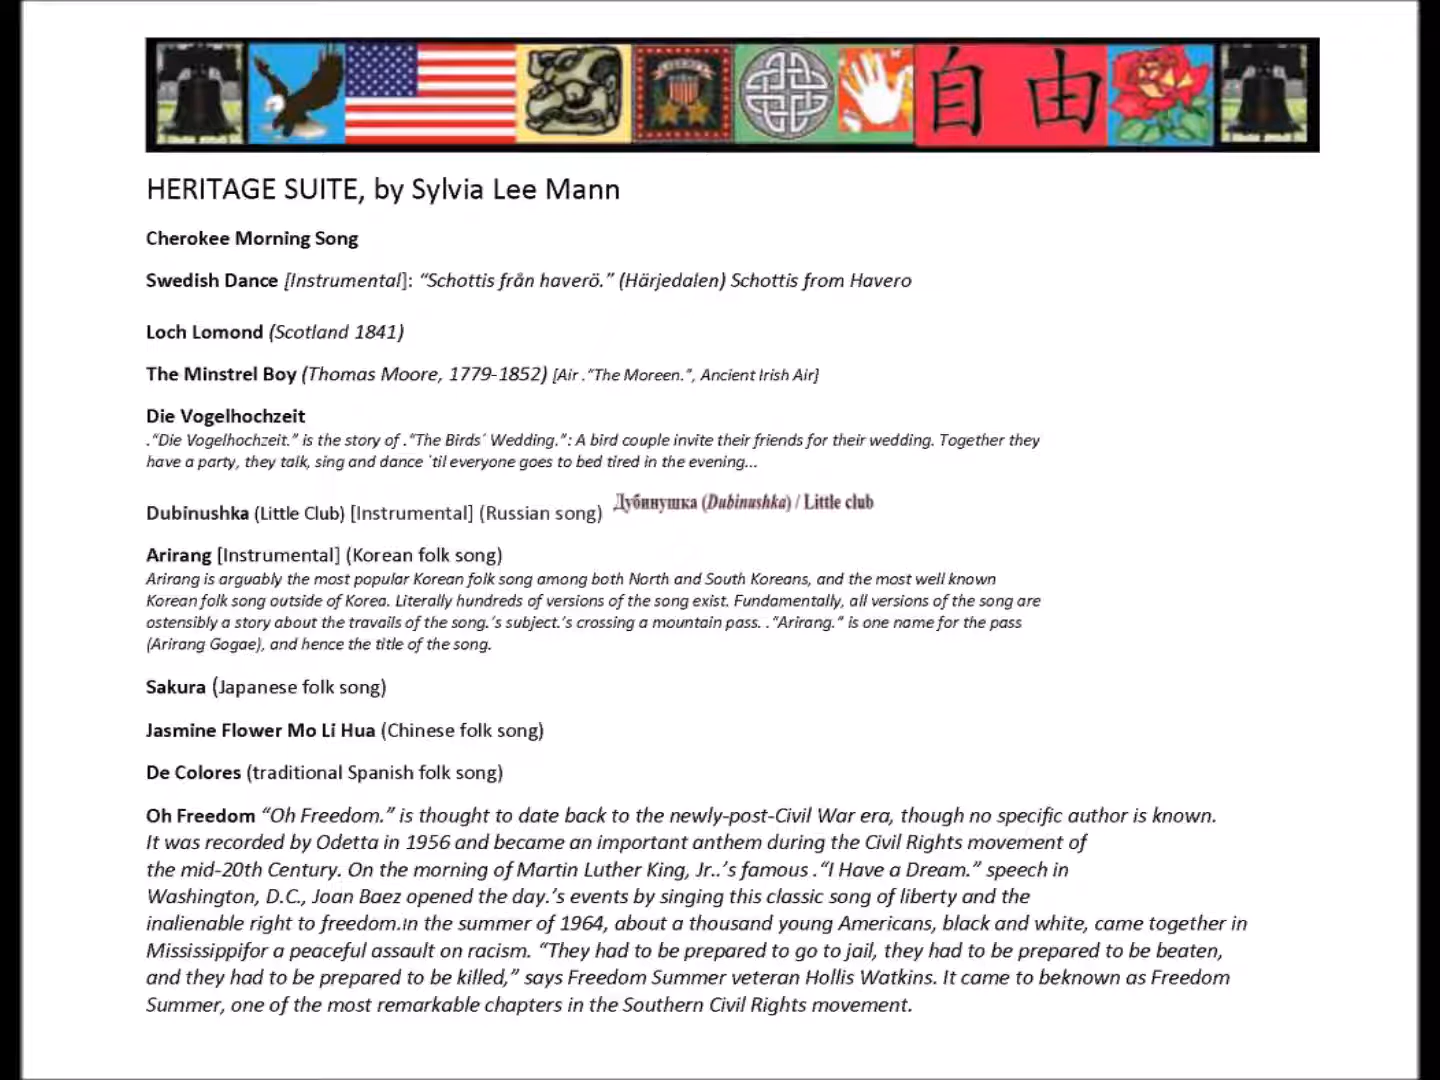 自由
HERITAGE SUITE, by Sylvia Lee Mann
Cherokee Morning Song
Swedish Dance [Instrumental]: “Schottis från haverö.” (Härjedalen) Schottis from Havero
Loch Lomond (Scotland 1841)
The Minstrel Boy (Thomas Moore, 1779-1852) [Air .“The Moreen.”, Ancient Irish Air]
Die Vogelhochzeit
.“Die Vogelhochzeit.” is the story of .“The Birds´ Wedding.”: A bird couple invite their friends for their wedding. Together they
have a party, they talk, sing and dance ´til everyone goes to bed tired in the evening...
Dubinushka (Little Club) [Instrumental] (Russian song) Дубинушка (Dubinushka) / Little club
Arirang [Instrumental] (Korean folk song)
Arirang is arguably the most popular Korean folk song among both North and South Koreans, and the most well known
Korean folk song outside of Korea. Literally hundreds of versions of the song exist. Fundamentally, all versions of the song are
ostensibly a story about the travails of the song.’s subject.’s crossing a mountain pass. .“Arirang.” is one name for the pass
(Arirang Gogae), and hence the title of the song.
Sakura (Japanese folk song)
Jasmine Flower Mo Li Hua (Chinese folk song)
De Colores (traditional Spanish folk song)
Oh Freedom “Oh Freedom.” is thought to date back to the newly-post-Civil War era, though no specific author is known.
It was recorded by Odetta in 1956 and became an important anthem during the Civil Rights movement of
the mid-20th Century. On the morning of Martin Luther King, Jr..’s famous .“I Have a Dream.” speech in
Washington, D.C., Joan Baez opened the day.’s events by singing this classic song of liberty and the
inalienable right to freedom.In the summer of 1964, about a thousand young Americans, black and white, came together in
Mississippifor a peaceful assault on racism. “They had to be prepared to go to jail, they had to be prepared to be beaten,
and they had to be prepared to be killed,” says Freedom Summer veteran Hollis Watkins. It came to beknown as Freedom
Summer, one of the most remarkable chapters in the Southern Civil Rights movement.